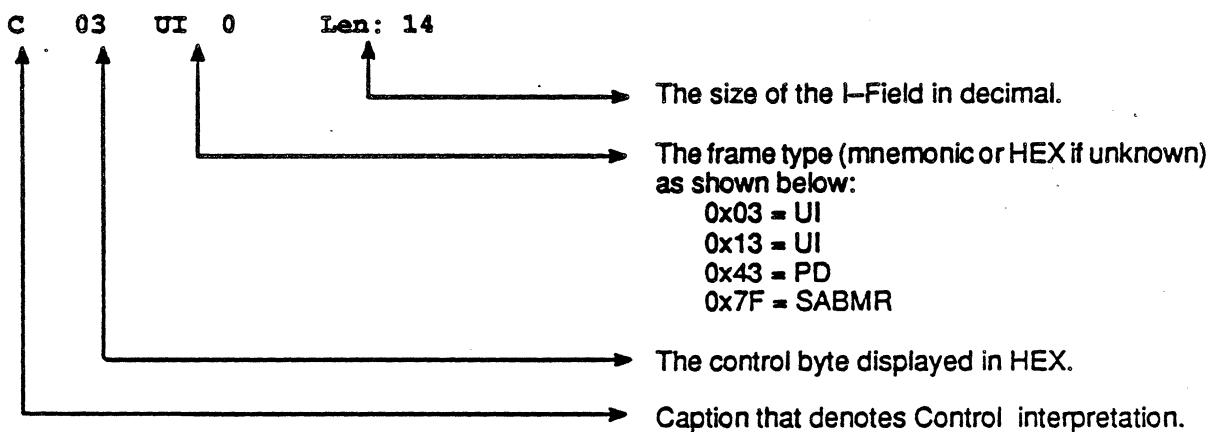 C 03 UI 0 Len: 14
The size of the I–Field in decimal.
The frame type (mnemonic or HEX if unknown)
as shown below:
0x03 = UI
0x13 = UI
0x43 = PD
0x7F = SABMR
The control byte displayed in HEX.
Caption that denotes Control interpretation.